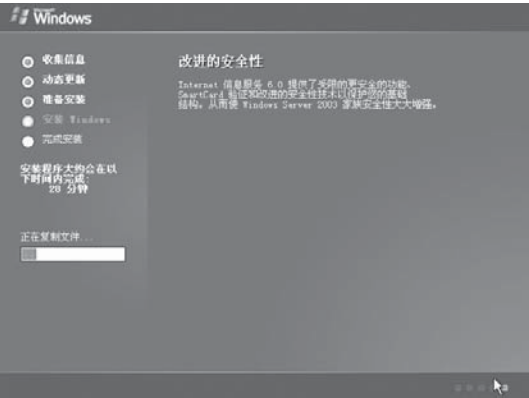 Microsoft
Windows
收集信息
动态更新
准备安装
安装 Windows
完成安装
安装程序大约会在以
下时间内完成:
28 分钟
正在复制文件...
改进的安全性
Internet 信息服务 6.0 提供了受限的更安全的功能。
SmartCard 验证和改进的安全性技术以保护您的基础
结构。从而使 Windows Server 2003 家族安全性大大增强。